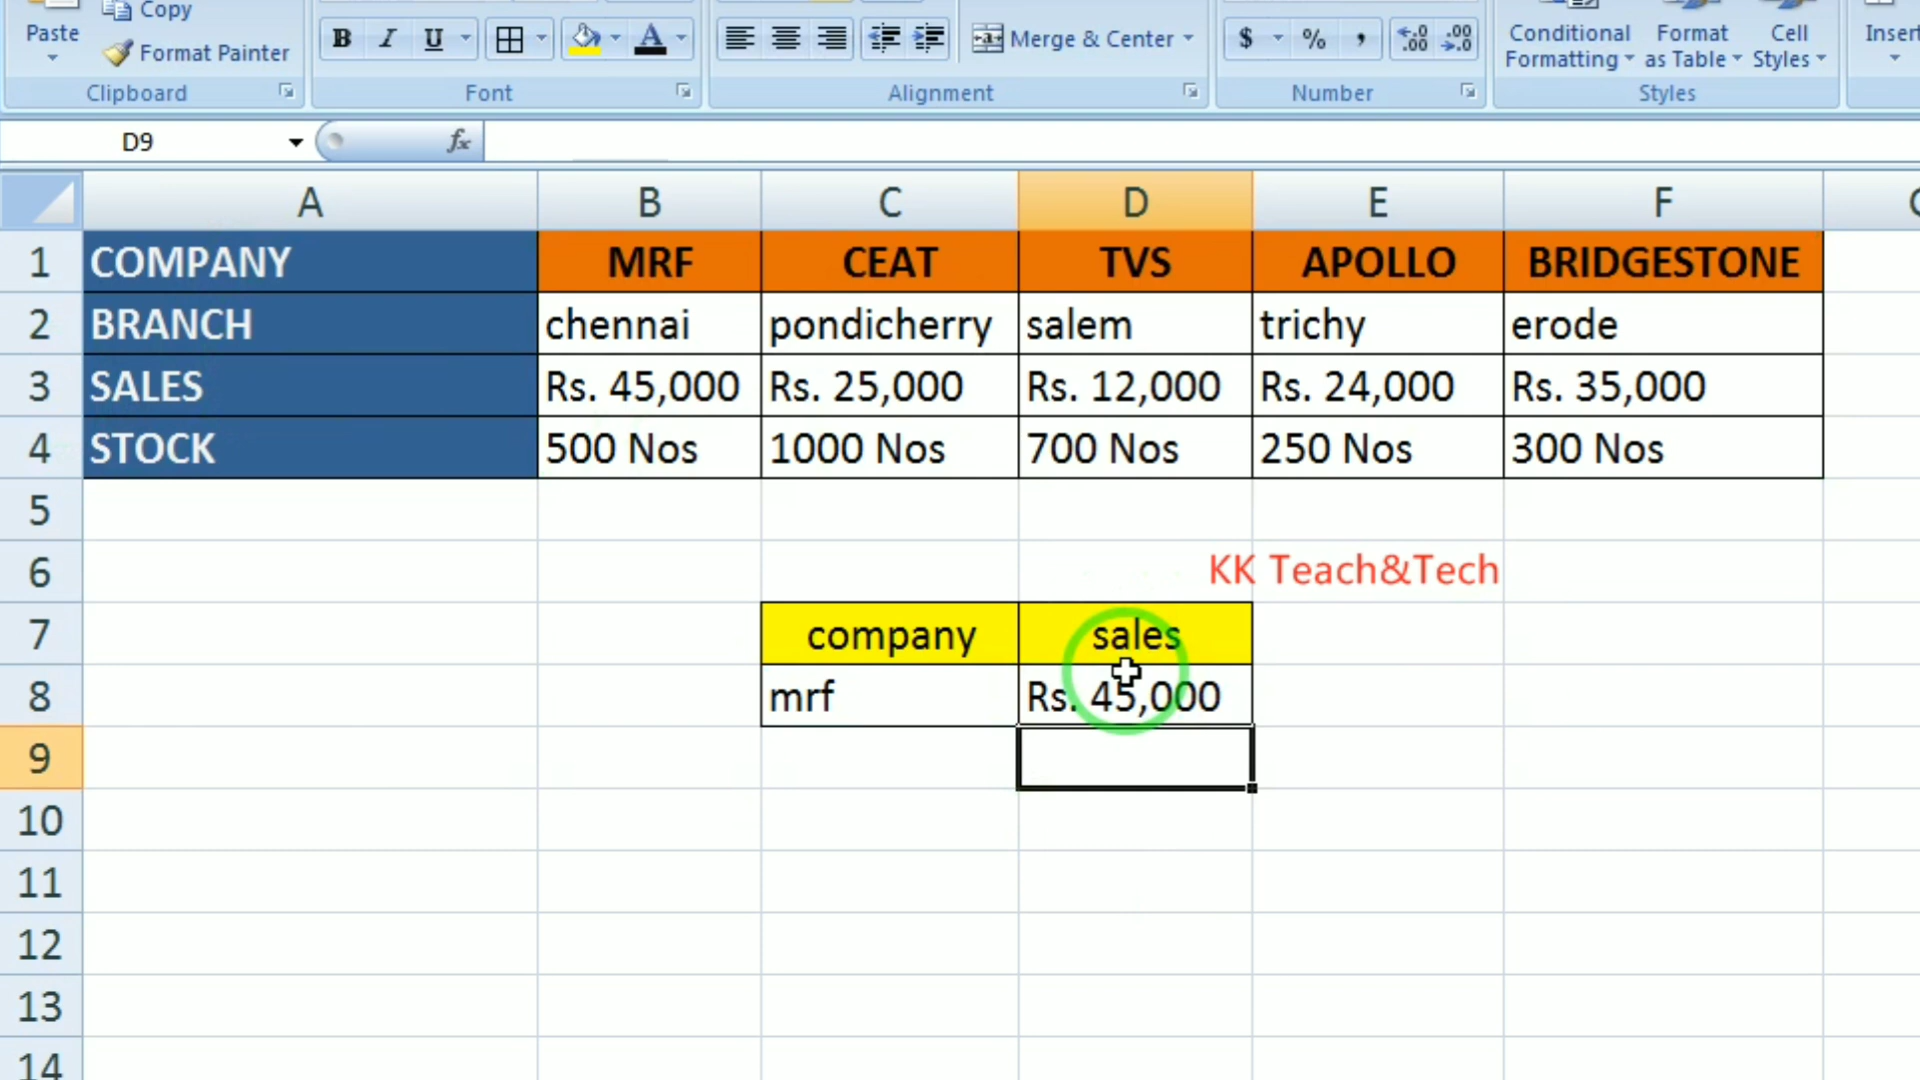 Copy
Paste
Format Painter
Clipboard
B I U
Font
Merge & Center
Alignment
$ % ,
.00 .00
Number
Conditional Formatting
Format as Table
Cell Styles
Styles
Insert
D9 fx
A B C D E F
1 COMPANY MRF CEAT TVS APOLLO BRIDGESTONE
2 BRANCH chennai pondicherry salem trichy erode
3 SALES Rs. 45,000 Rs. 25,000 Rs. 12,000 Rs. 24,000 Rs. 35,000
4 STOCK 500 Nos 1000 Nos 700 Nos 250 Nos 300 Nos
5
6 KK Teach&Tech
7 company sales
8 mrf Rs. 45,000
9
10
11
12
13
14